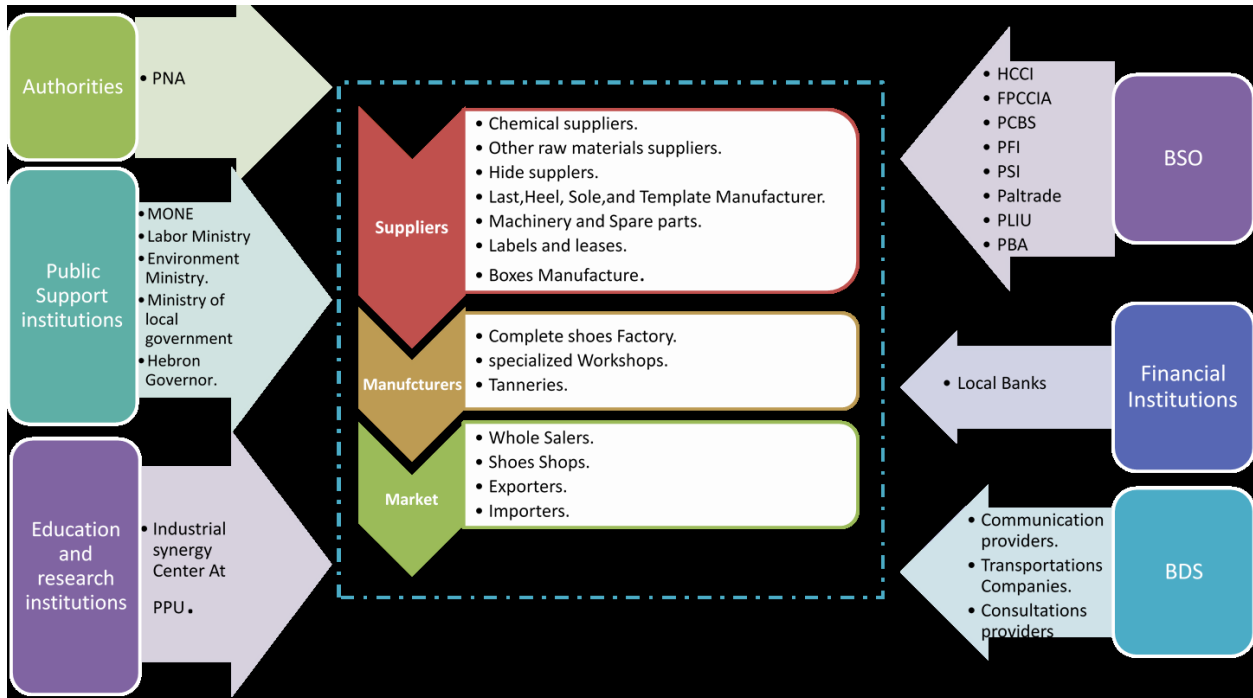 Authorities
• PNA
Public
Support
institutions
• MONE
• Labor Ministry
• Environment
Ministry.
• Ministry of
local
government
• Hebron
Governor.
Education
and
research
institutions
• Industrial
synergy
Center At
PPU.
Suppliers
• Chemical suppliers.
• Other raw materials suppliers.
• Hide supplers.
• Last,Heel, Sole,and Template Manufacturer.
• Machinery and Spare parts.
• Labels and leases.
• Boxes Manufacture.
Manufcturers
• Complete shoes Factory.
• specialized Workshops.
• Tanneries.
Market
• Whole Salers.
• Shoes Shops.
• Exporters.
• Importers.
• HCCI
• FPCCIA
• PCBS
• PFI
• PSI
• Paltrade
• PLIU
• PBA
BSO
• Local Banks
Financial
Institutions
• Communication
providers.
• Transportations
Companies.
• Consultations
providers
BDS